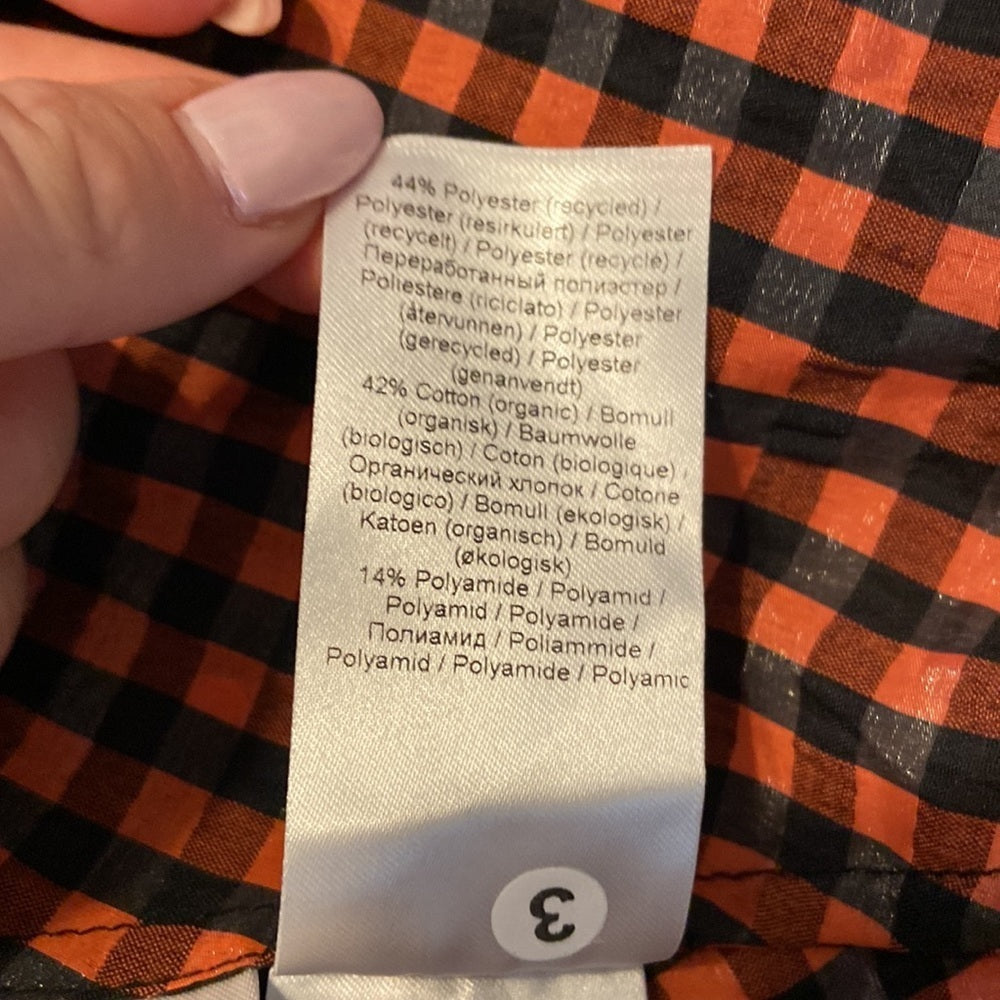 44% Polyester (recycled) /
Polyester (resirkulert) / Polyester
(recycelt) / Polyester (recyclé) /
Переработанный полиэстер /
Poliestere (riciclato) / Polyester
(återvunnen) / Polyester
(gerecycled) / Polyester
(genanvendt)
42% Cotton (organic) / Bomull
(organisk) / Baumwolle
(biologisch) / Coton (biologique) /
Органический хлопок / Cotone
(biologico) / Bomull (ekologisk) /
Katoen (organisch) / Bomuld
(økologisk)
14% Polyamide / Polyamid /
Polyamid / Polyamide /
Полиамид / Poliammide /
Polyamid / Polyamide / Polyamid
3